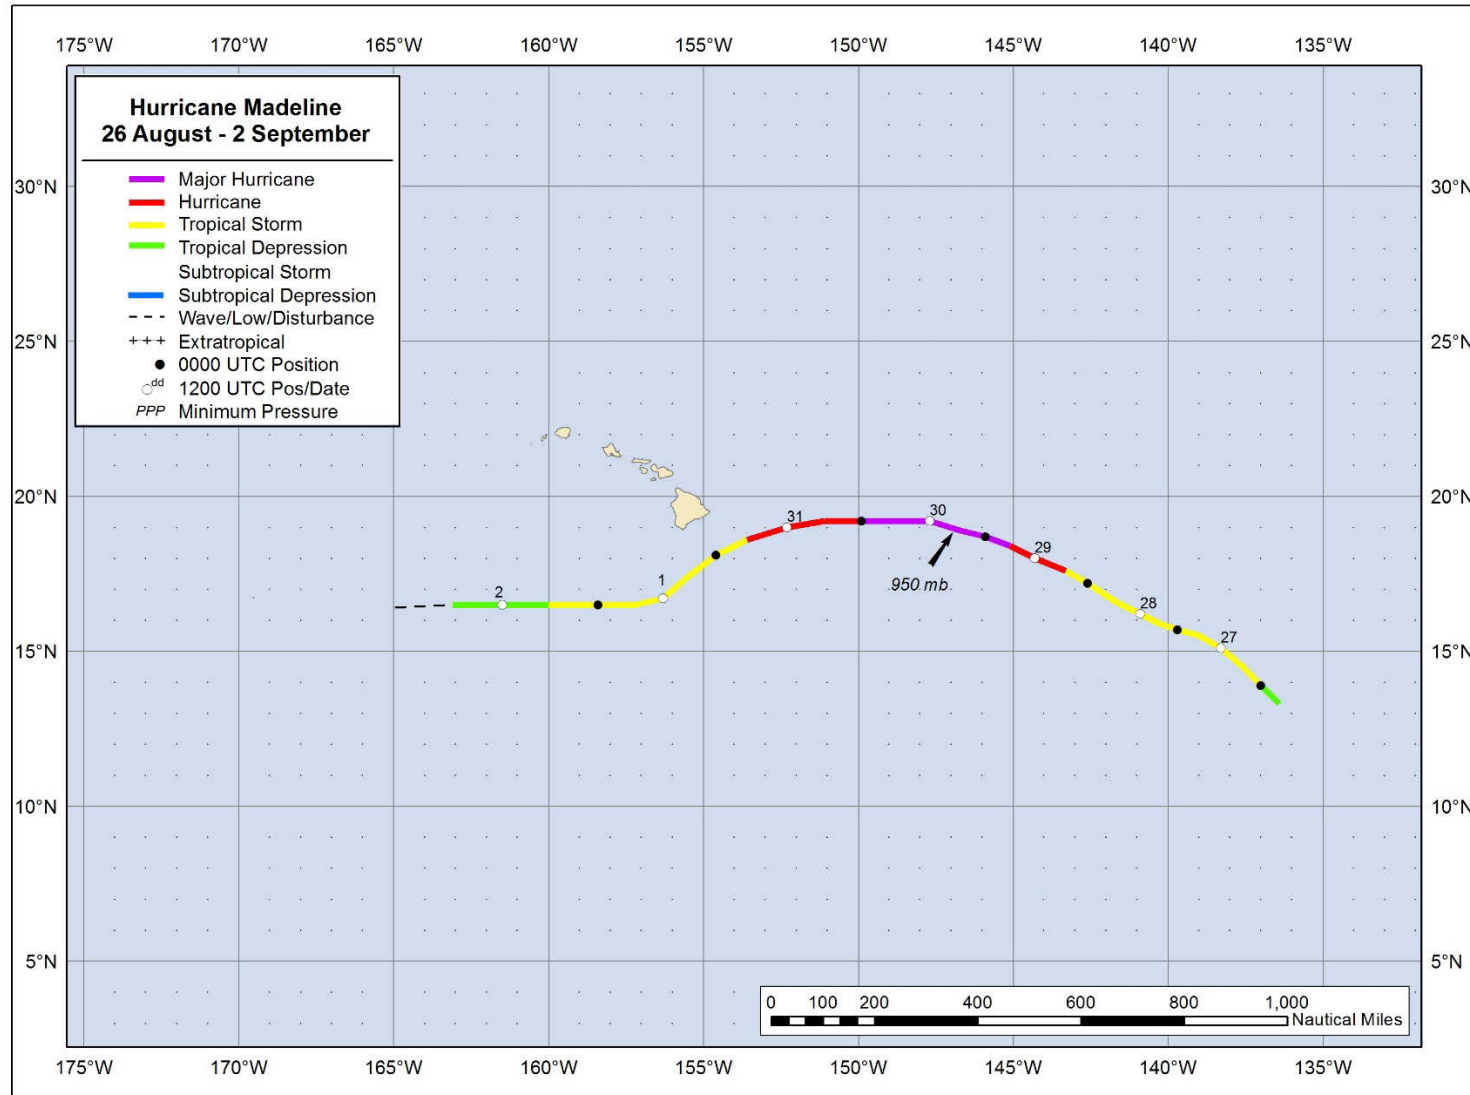 175°W 170°W 165°W 160°W 155°W 150°W 145°W 140°W 135°W
Hurricane Madeline
26 August - 2 September
Major Hurricane
Hurricane
Tropical Storm
Tropical Depression
Subtropical Storm
Subtropical Depression
Wave/Low/Disturbance
+++ Extratropical
0000 UTC Position
dd 1200 UTC Pos/Date
PPP Minimum Pressure
30°N 30°N
25°N 25°N
20°N 20°N
31 30
29
950 mb
2 1 28
27
15°N 15°N
10°N 10°N
5°N 5°N
0 100 200 400 600 800 1,000
Nautical Miles
175°W 170°W 165°W 160°W 155°W 150°W 145°W 140°W 135°W